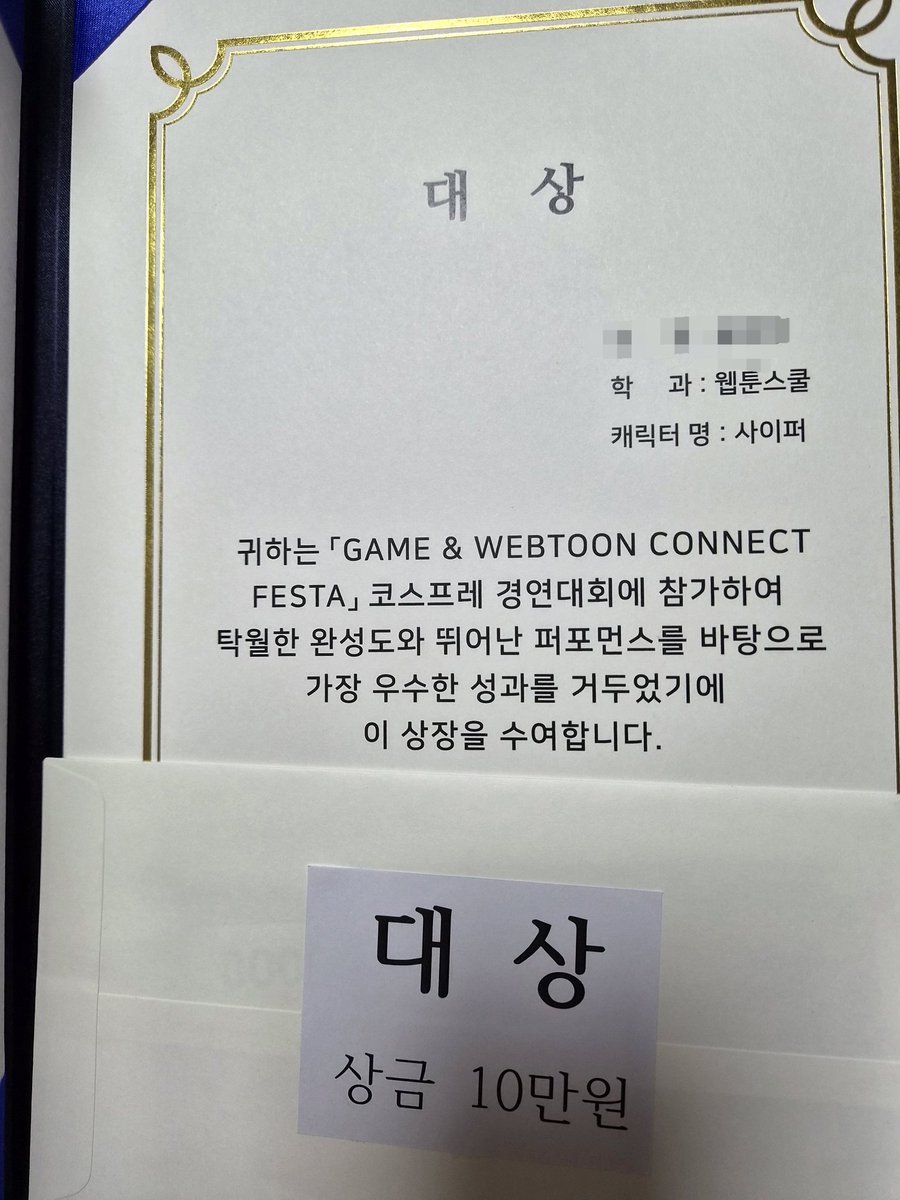 대 상
학 과 : 웹툰스쿨
캐릭터 명 : 사이퍼
귀하는 「GAME & WEBTOON CONNECT
FESTA」 코스프레 경연대회에 참가하여
탁월한 완성도와 뛰어난 퍼포먼스를 바탕으로
가장 우수한 성과를 거두었기에
이 상장을 수여합니다.
대 상
상금 10만원